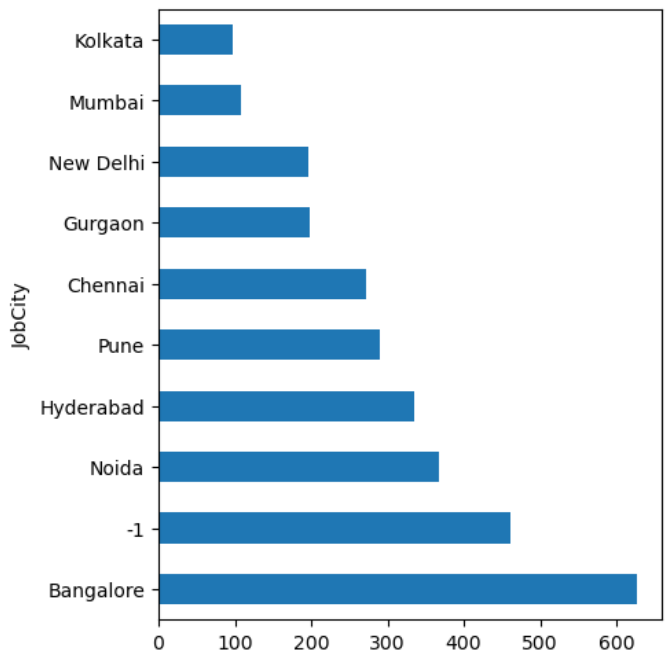 Kolkata
Mumbai
New Delhi
Gurgaon
Chennai
JobCity
Pune
Hyderabad
Noida
-1
Bangalore
0 100 200 300 400 500 600